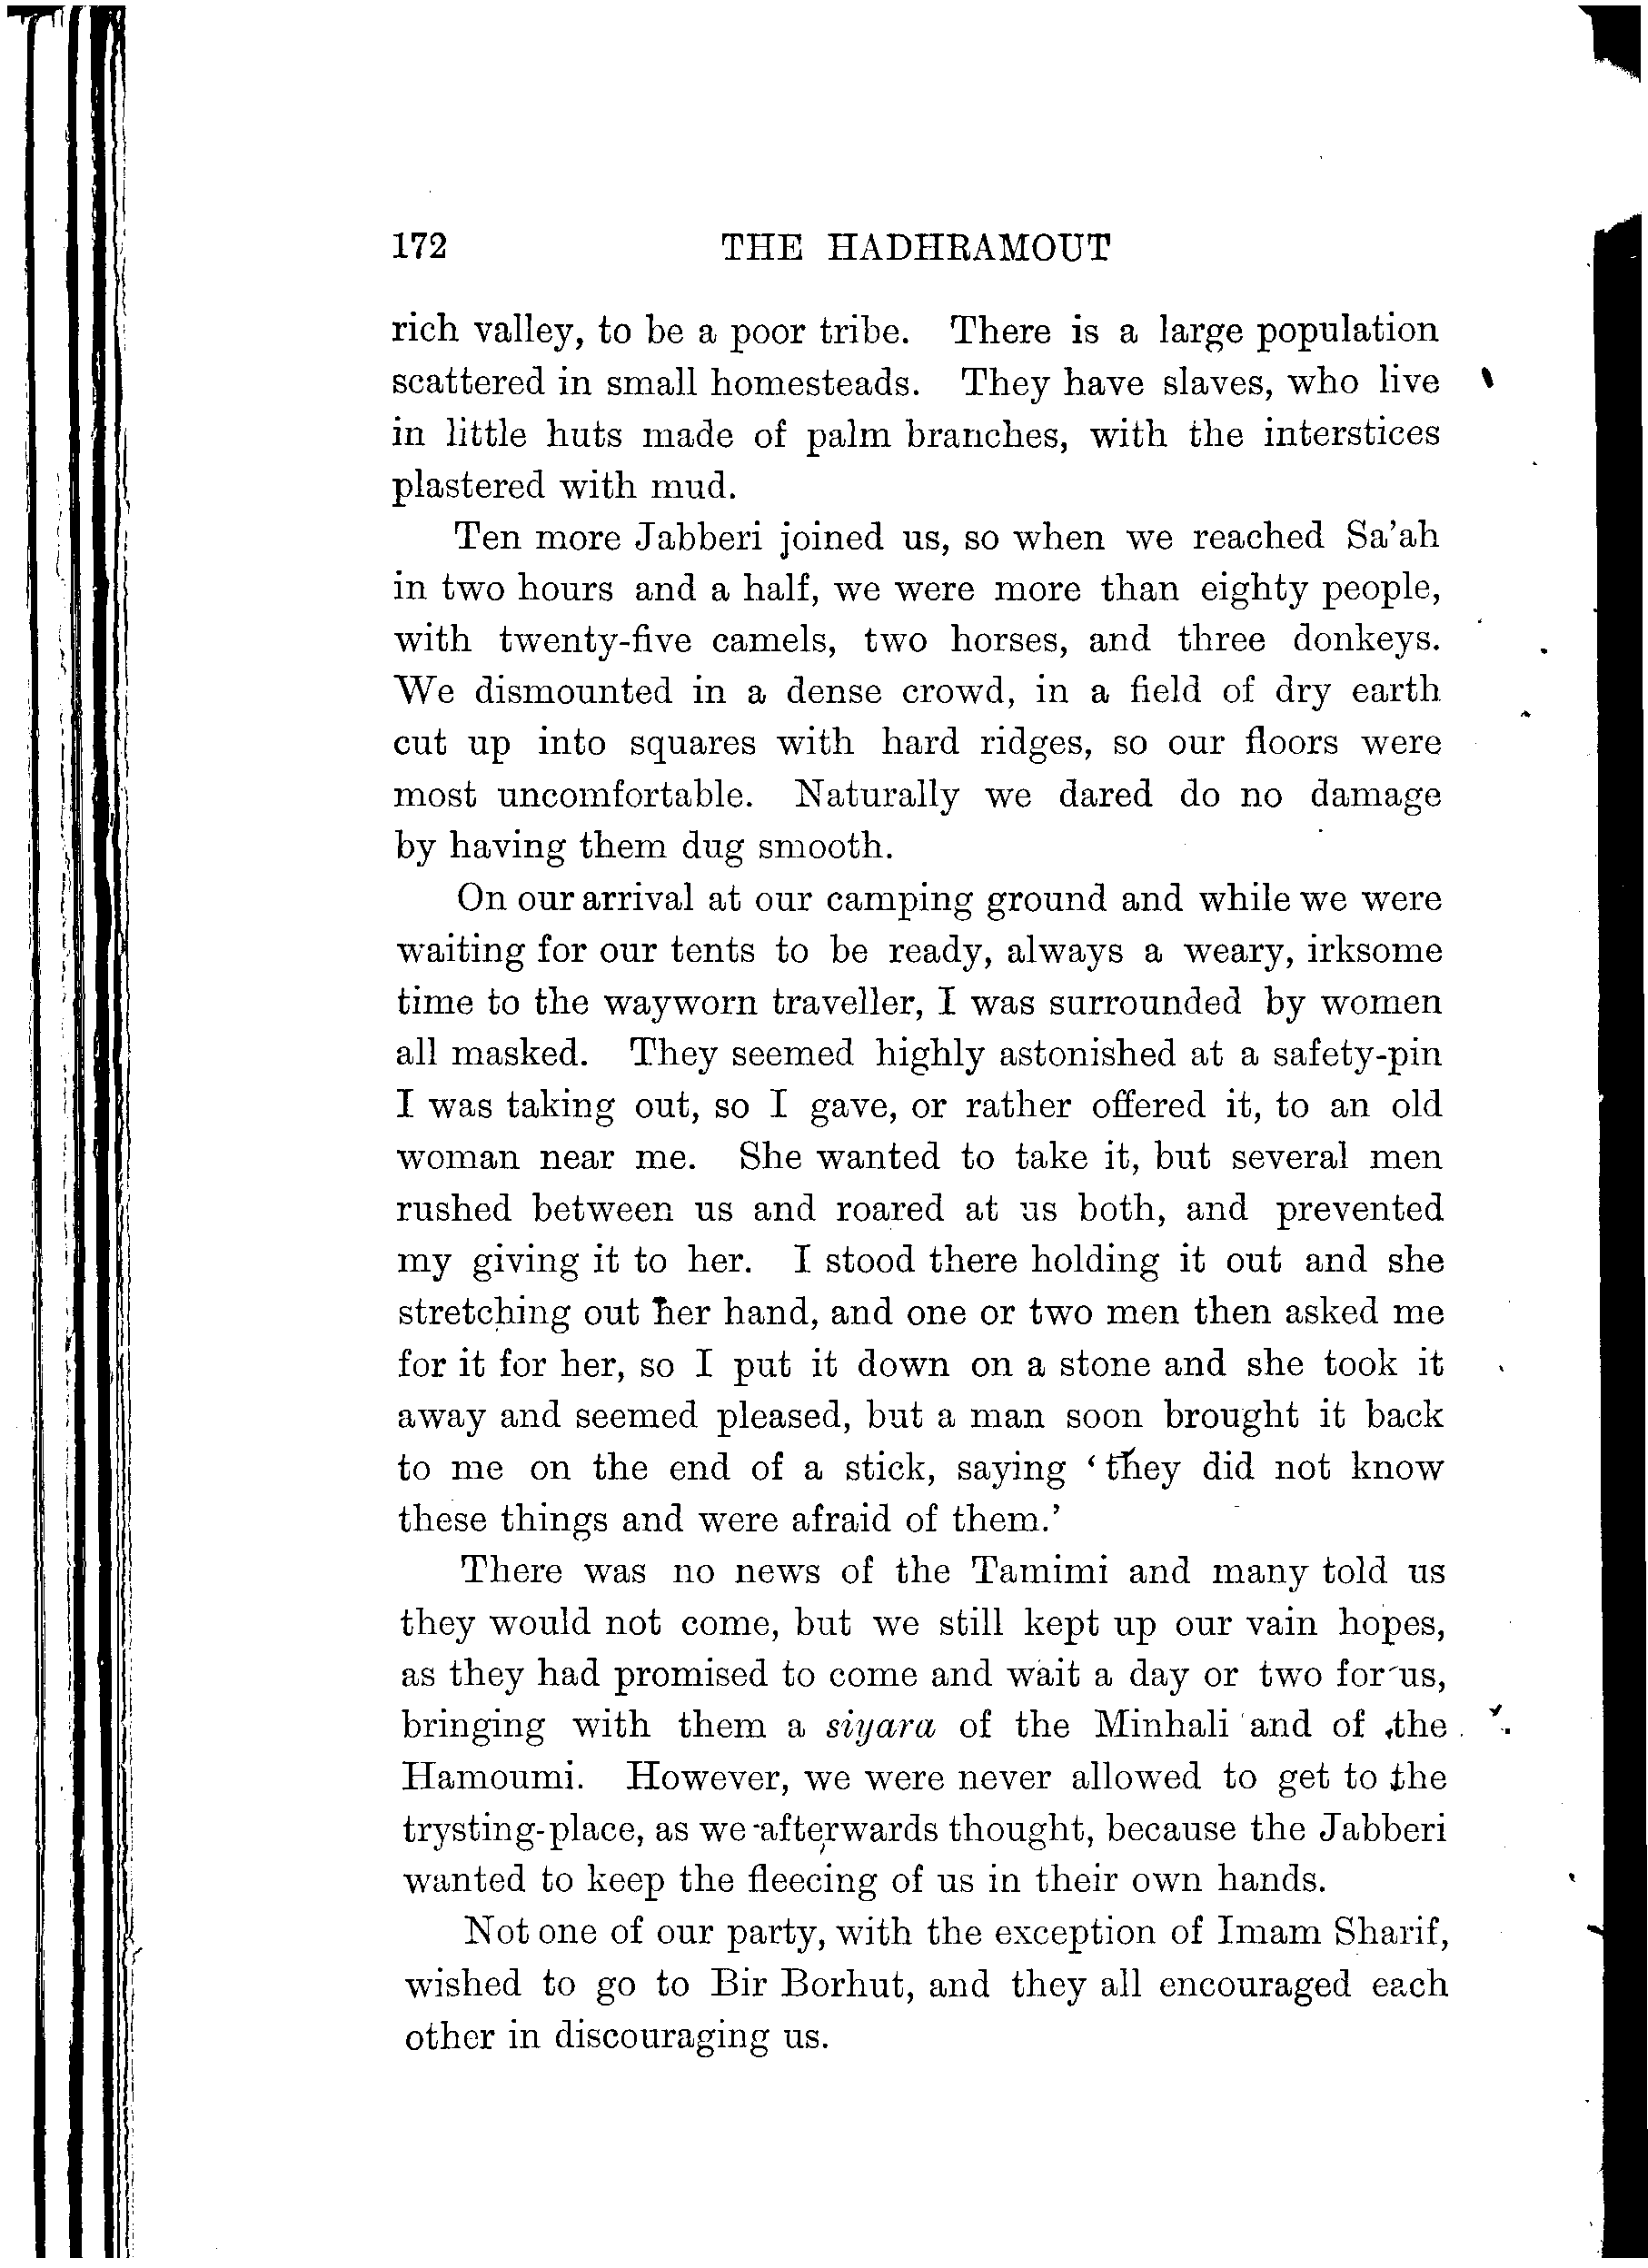 172 THE HADHRAMOUT
rich valley, to be a poor tribe. There is a large population
scattered in small homesteads. They have slaves, who live
in little huts made of palm branches, with the interstices
plastered with mud.
Ten more Jabberi joined us, so when we reached Sa'ah
in two hours and a half, we were more than eighty people,
with twenty-five camels, two horses, and three donkeys.
We dismounted in a dense crowd, in a field of dry earth
cut up into squares with hard ridges, so our floors were
most uncomfortable. Naturally we dared do no damage
by having them dug smooth.
On our arrival at our camping ground and while we were
waiting for our tents to be ready, always a weary, irksome
time to the wayworn traveller, I was surrounded by women
all masked. They seemed highly astonished at a safety-pin
I was taking out, so I gave, or rather offered it, to an old
woman near me. She wanted to take it, but several men
rushed between us and roared at us both, and prevented
my giving it to her. I stood there holding it out and she
stretching out her hand, and one or two men then asked me
for it for her, so I put it down on a stone and she took it
away and seemed pleased, but a man soon brought it back
to me on the end of a stick, saying 'they did not know
these things and were afraid of them.'
There was no news of the Tamimi and many told us
they would not come, but we still kept up our vain hopes,
as they had promised to come and wait a day or two for us,
bringing with them a siyara of the Minhali and of the
Hamoumi. However, we were never allowed to get to the
trysting-place, as we afterwards thought, because the Jabberi
wanted to keep the fleecing of us in their own hands.
Not one of our party, with the exception of Imam Sharif,
wished to go to Bir Borhut, and they all encouraged each
other in discouraging us.